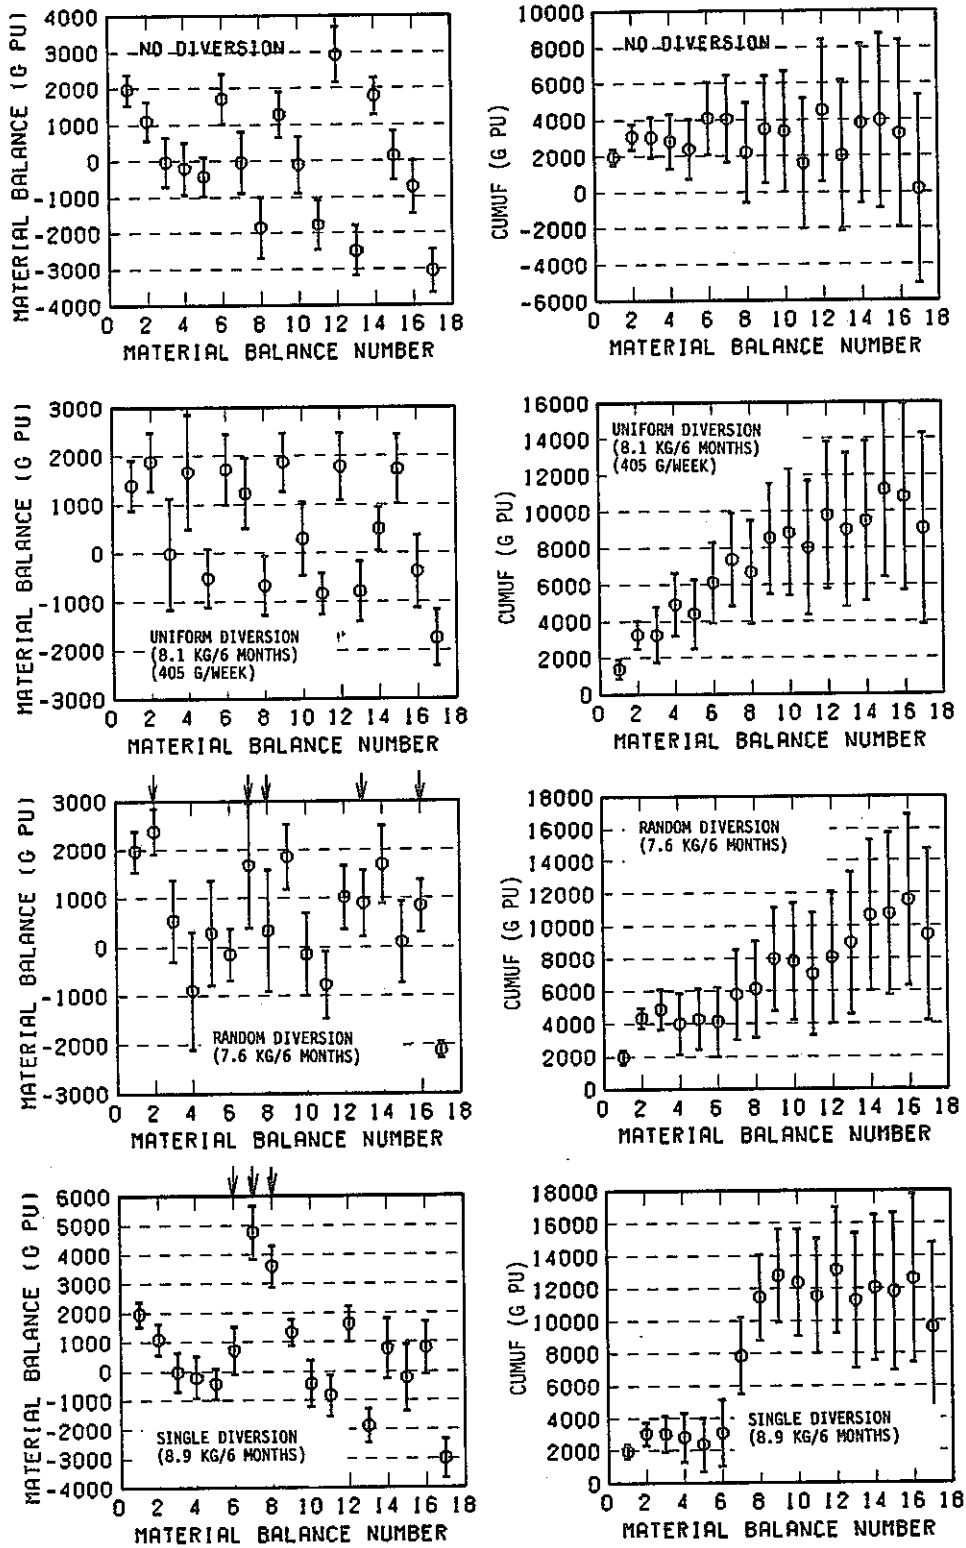 MATERIAL BALANCE (G PU)
4000
3000
2000
1000
0
-1000
-2000
-3000
-4000
NO DIVERSION
0 2 4 6 8 10 12 14 16 18
MATERIAL BALANCE NUMBER
CUMUF (G PU)
10000
8000
6000
4000
2000
0
-2000
-4000
-6000
NO DIVERSION
0 2 4 6 8 10 12 14 16 18
MATERIAL BALANCE NUMBER
MATERIAL BALANCE (G PU)
3000
2000
1000
0
-1000
-2000
-3000
UNIFORM DIVERSION
(8.1 KG/6 MONTHS)
(405 G/WEEK)
0 2 4 6 8 10 12 14 16 18
MATERIAL BALANCE NUMBER
CUMUF (G PU)
16000
14000
12000
10000
8000
6000
4000
2000
0
UNIFORM DIVERSION
(8.1 KG/6 MONTHS)
(405 G/WEEK)
0 2 4 6 8 10 12 14 16 18
MATERIAL BALANCE NUMBER
MATERIAL BALANCE (G PU)
3000
2000
1000
0
-1000
-2000
-3000
RANDOM DIVERSION
(7.6 KG/6 MONTHS)
0 2 4 6 8 10 12 14 16 18
MATERIAL BALANCE NUMBER
CUMUF (G PU)
18000
16000
14000
12000
10000
8000
6000
4000
2000
0
RANDOM DIVERSION
(7.6 KG/6 MONTHS)
0 2 4 6 8 10 12 14 16 18
MATERIAL BALANCE NUMBER
MATERIAL BALANCE (G PU)
6000
5000
4000
3000
2000
1000
0
-1000
-2000
-3000
-4000
SINGLE DIVERSION
(8.9 KG/6 MONTHS)
0 2 4 6 8 10 12 14 16 18
MATERIAL BALANCE NUMBER
CUMUF (G PU)
18000
16000
14000
12000
10000
8000
6000
4000
2000
0
SINGLE DIVERSION
(8.9 KG/6 MONTHS)
0 2 4 6 8 10 12 14 16 18
MATERIAL BALANCE NUMBER